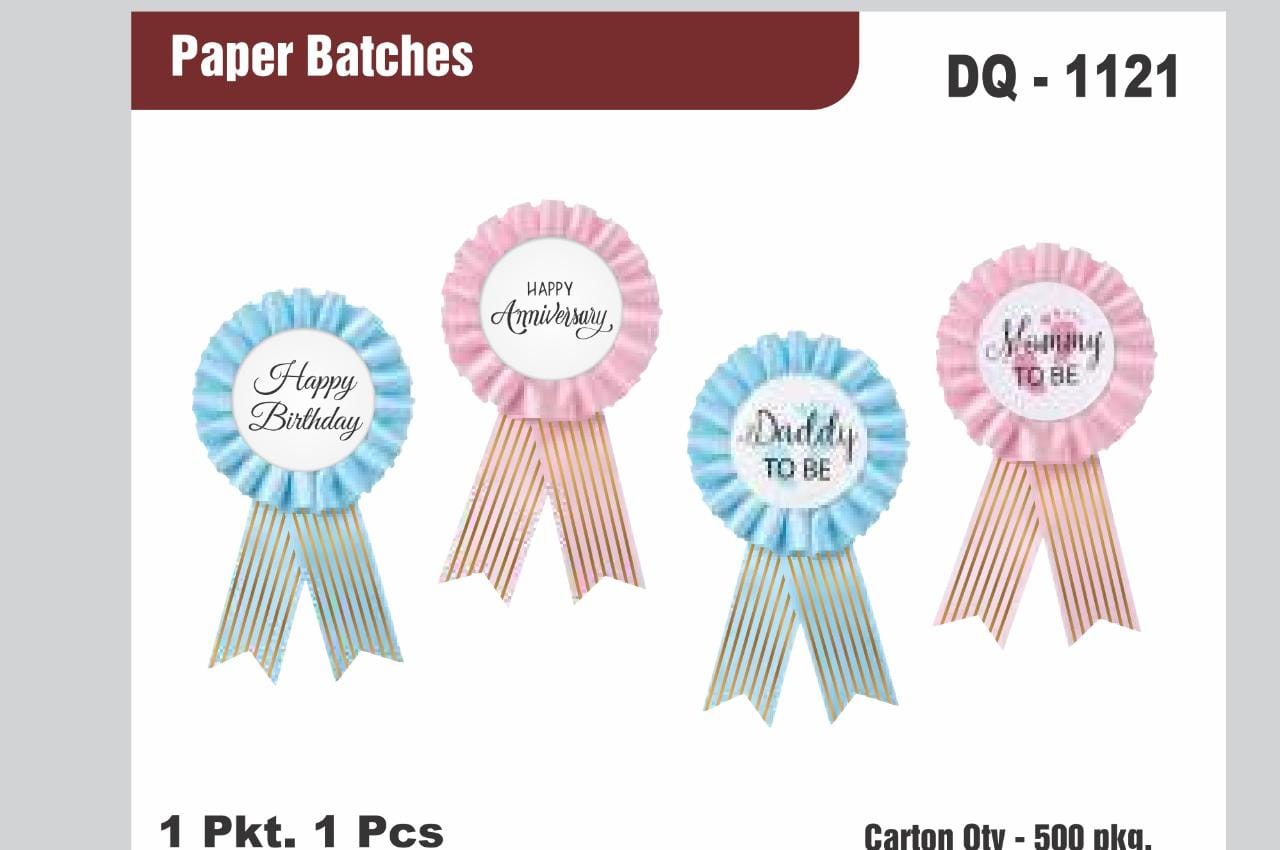 Paper Batches
DQ - 1121
HAPPY
Anniversary
Happy
Birthday
Mommy
TO BE
Daddy
TO BE
1 Pkt. 1 Pcs
Carton Qty - 500 pkg.